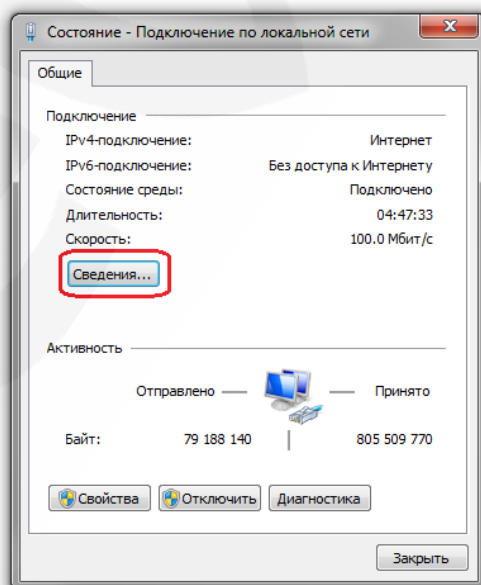 Состояние - Подключение по локальной сети
Общие
Подключение
IPv4-подключение: Интернет
IPv6-подключение: Без доступа к Интернету
Состояние среды: Подключено
Длительность: 04:47:33
Скорость: 100.0 Мбит/с
Сведения...
Активность
Отправлено — — Принято
Байт: 79 188 140 | 805 509 770
Свойства Отключить Диагностика
Закрыть